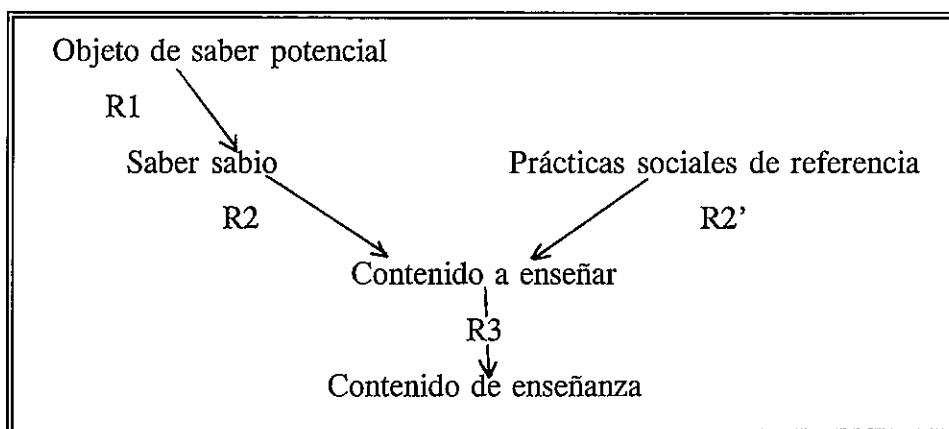 Objeto de saber potencial
R1
Saber sabio
Prácticas sociales de referencia
R2
R2’
Contenido a enseñar
R3
Contenido de enseñanza